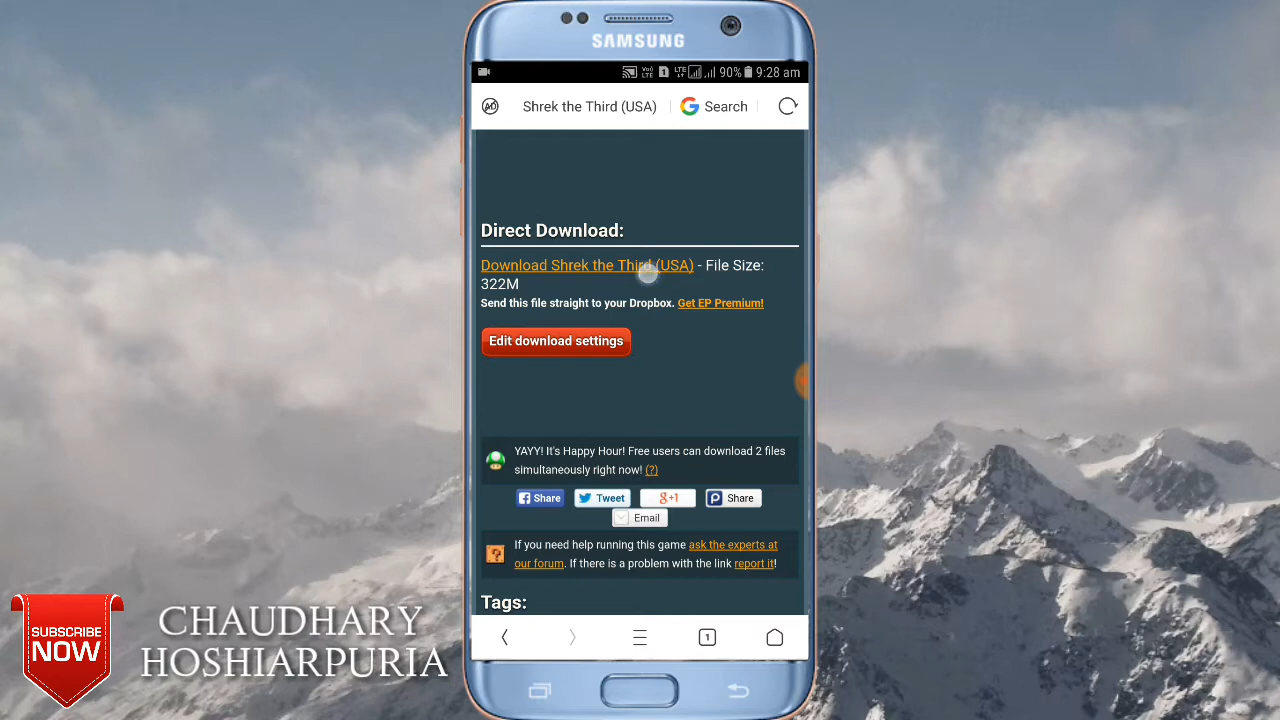 SAMSUNG
VoLTE 1 LTE 90% 9:28 am
AD Shrek the Third (USA) G Search
Direct Download:
Download Shrek the Third (USA) - File Size:
322M
Send this file straight to your Dropbox. Get EP Premium!
Edit download settings
YAYY! It's Happy Hour! Free users can download 2 files
simultaneously right now! (?)
Share Tweet g+1 Share
Email
If you need help running this game ask the experts at
our forum. If there is a problem with the link report it!
Tags:
1
SUBSCRIBE
NOW
CHAUDHARY
HOSHIARPURIA